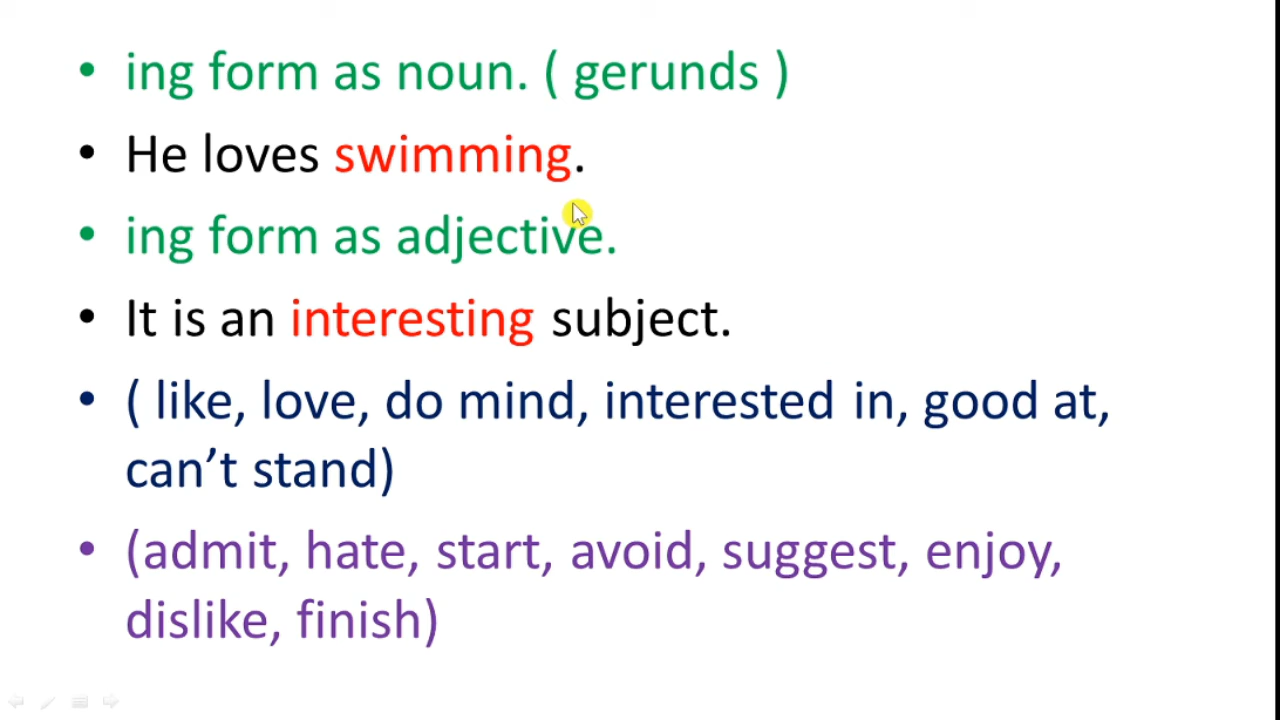 • ing form as noun. ( gerunds )
• He loves swimming.
• ing form as adjective.
• It is an interesting subject.
• ( like, love, do mind, interested in, good at,
can’t stand)
• (admit, hate, start, avoid, suggest, enjoy,
dislike, finish)